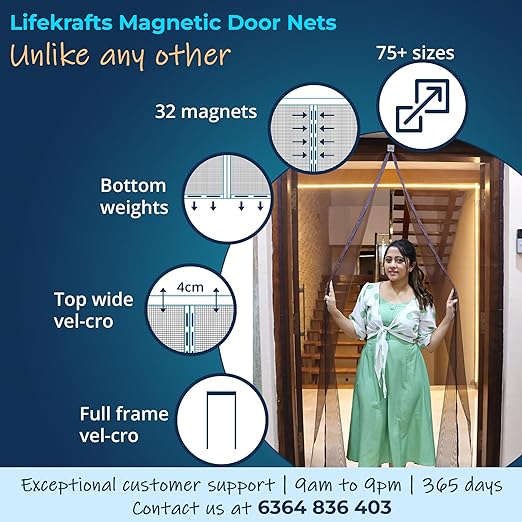 Lifekrafts Magnetic Door Nets
Unlike any other
75+ sizes
32 magnets
Bottom
weights
Top wide
vel-cro
4cm
Full frame
vel-cro
Exceptional customer support | 9am to 9pm | 365 days
Contact us at 6364 836 403